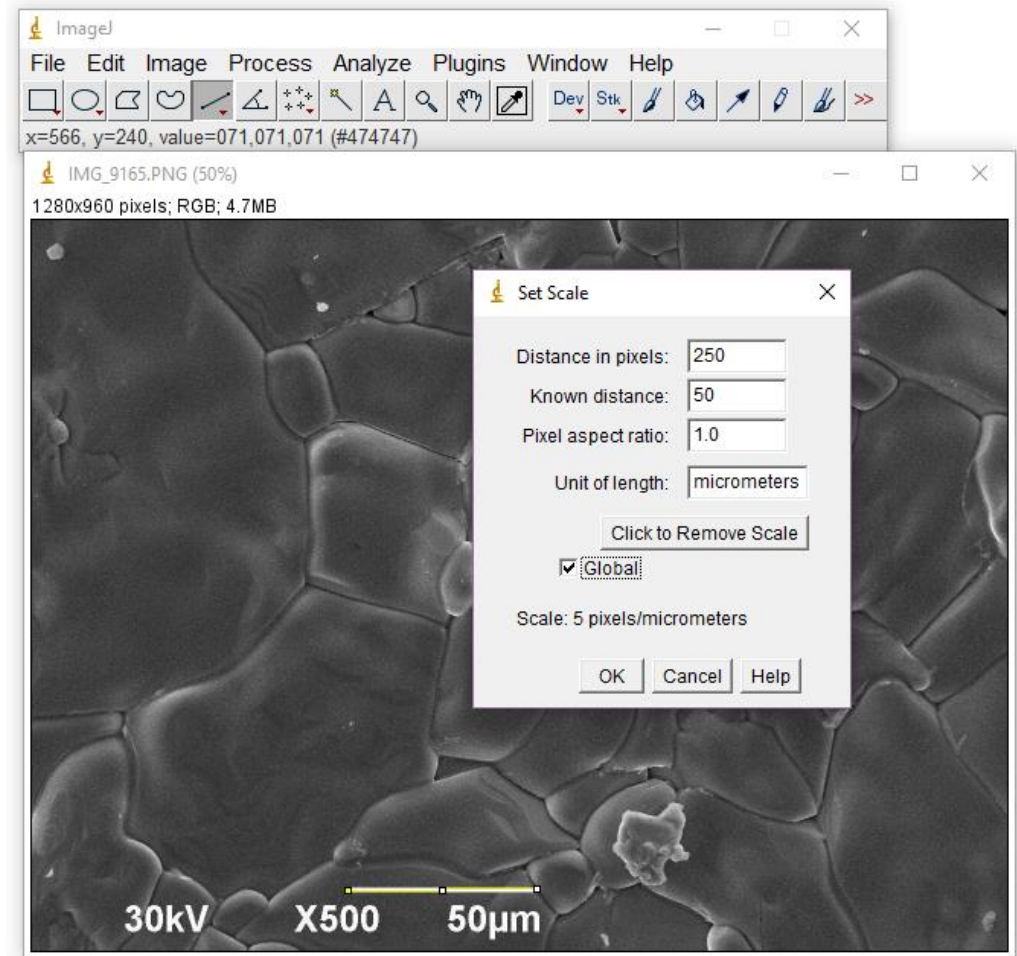 ImageJ
File Edit Image Process Analyze Plugins Window Help
A Dev Stk >>
x=566, y=240, value=071,071,071 (#474747)
IMG_9165.PNG (50%)
1280x960 pixels; RGB; 4.7MB
Set Scale
Distance in pixels: 250
Known distance: 50
Pixel aspect ratio: 1.0
Unit of length: micrometers
Click to Remove Scale
Global
Scale: 5 pixels/micrometers
OK Cancel Help
30kV X500 50µm